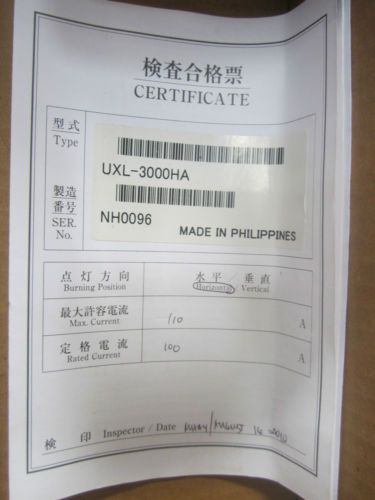 検査合格票
CERTIFICATE
型式
Type
UXL-3000HA
製造
番号
SER.
No.
NH0096
MADE IN PHILIPPINES
点灯方向 水平/垂直
Burning Position Horizontal Vertical
最大許容電流
Max. Current 110 A
定格電流
Rated Current 100 A
検 印 Inspector / Date August 14